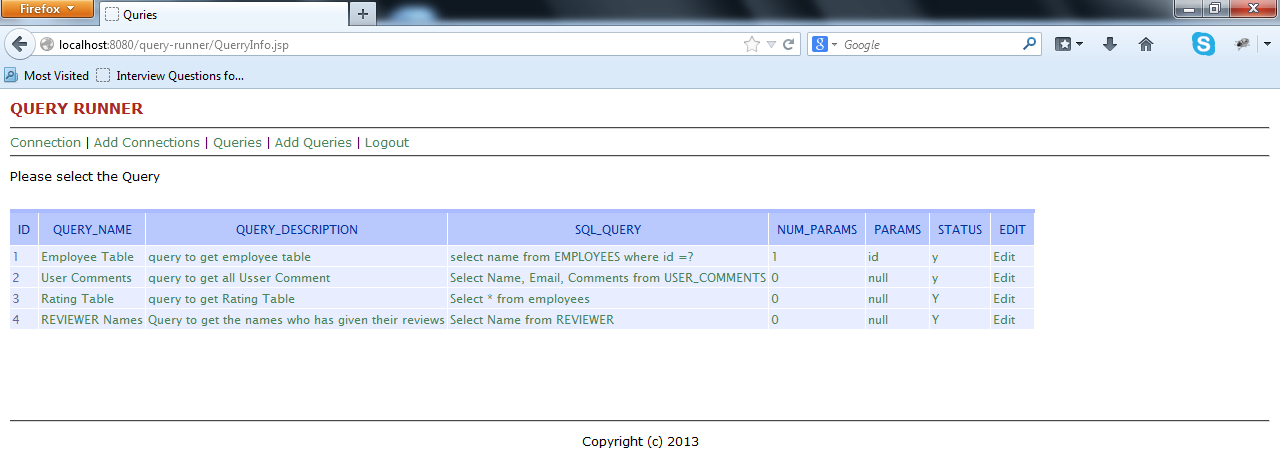 Firefox
Quries
localhost:8080/query-runner/QuerryInfo.jsp
Google
Most Visited Interview Questions fo...
QUERY RUNNER
Connection | Add Connections | Queries | Add Queries | Logout
Please select the Query
ID QUERY_NAME QUERY_DESCRIPTION SQL_QUERY NUM_PARAMS PARAMS STATUS EDIT
1 Employee Table query to get employee table select name from EMPLOYEES where id =? 1 id y Edit
2 User Comments query to get all Usser Comment Select Name, Email, Comments from USER_COMMENTS 0 null y Edit
3 Rating Table query to get Rating Table Select * from employees 0 null Y Edit
4 REVIEWER Names Query to get the names who has given their reviews Select Name from REVIEWER 0 null Y Edit
Copyright (c) 2013